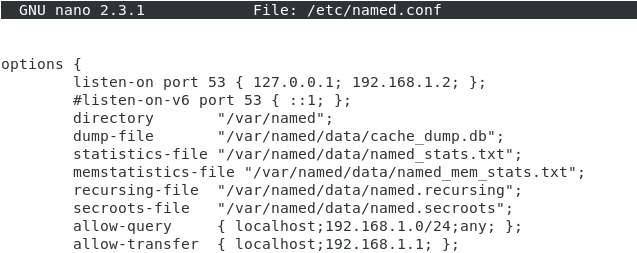 GNU nano 2.3.1            File: /etc/named.conf
options {
        listen-on port 53 { 127.0.0.1; 192.168.1.2; };
        #listen-on-v6 port 53 { ::1; };
        directory       "/var/named";
        dump-file       "/var/named/data/cache_dump.db";
        statistics-file "/var/named/data/named_stats.txt";
        memstatistics-file "/var/named/data/named_mem_stats.txt";
        recursing-file  "/var/named/data/named.recursing";
        secroots-file   "/var/named/data/named.secroots";
        allow-query     { localhost;192.168.1.0/24;any; };
        allow-transfer  { localhost;192.168.1.1; };